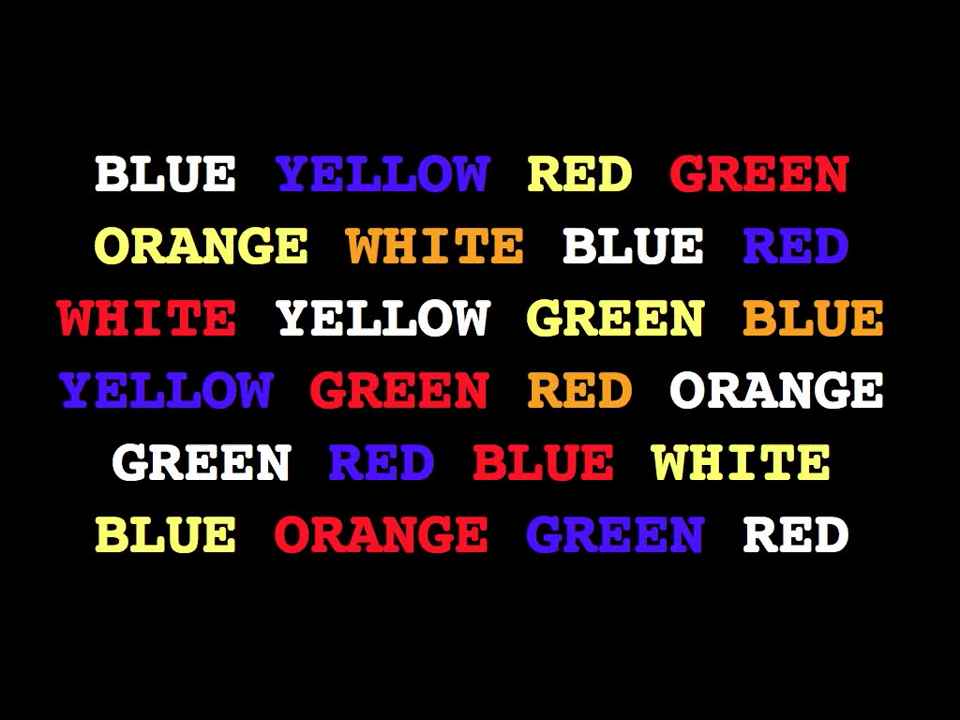 BLUE YELLOW RED GREEN
ORANGE WHITE BLUE RED
WHITE YELLOW GREEN BLUE
YELLOW GREEN RED ORANGE
GREEN RED BLUE WHITE
BLUE ORANGE GREEN RED